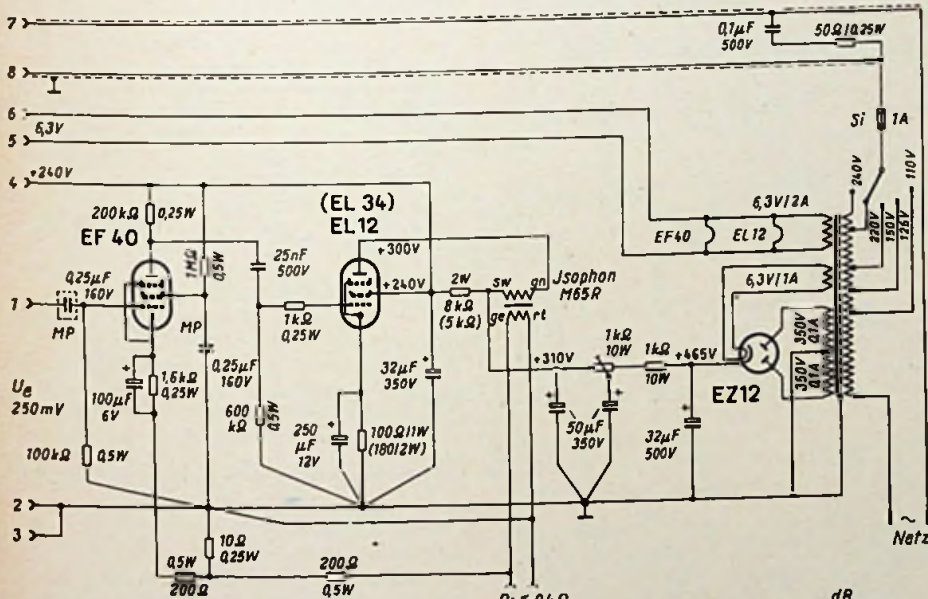 7
0,1µF
500V
50Ω/0,25W
8
6
6,3V
5
Si
1A
4
+240V
240V
220V
150V
125V
110V
200kΩ
0,25W
EF 40
1MΩ
0,5W
25nF
500V
(EL 34)
EL12
+300V
+240V
2W
8kΩ
(5kΩ)
sw
gn
ge
rt
Jsophon
M65R
EF40
EL12
6,3V/2A
6,3V/1A
350V
0,1A
350V
0,1A
1
0,25µF
160V
MP
MP
0,25µF
160V
1kΩ
0,25W
32µF
350V
+310V
1kΩ
10W
1kΩ
10W
+465V
EZ12
Ue
250mV
100µF
6V
1,6kΩ
0,25W
600
kΩ
0,5W
250
µF
12V
100Ω/1W
(180/2W)
50µF
350V
32µF
500V
100kΩ
0,5W
2
3
10Ω
0,25W
0,5W
200Ω
200Ω
0,5W
~
Netz
dB